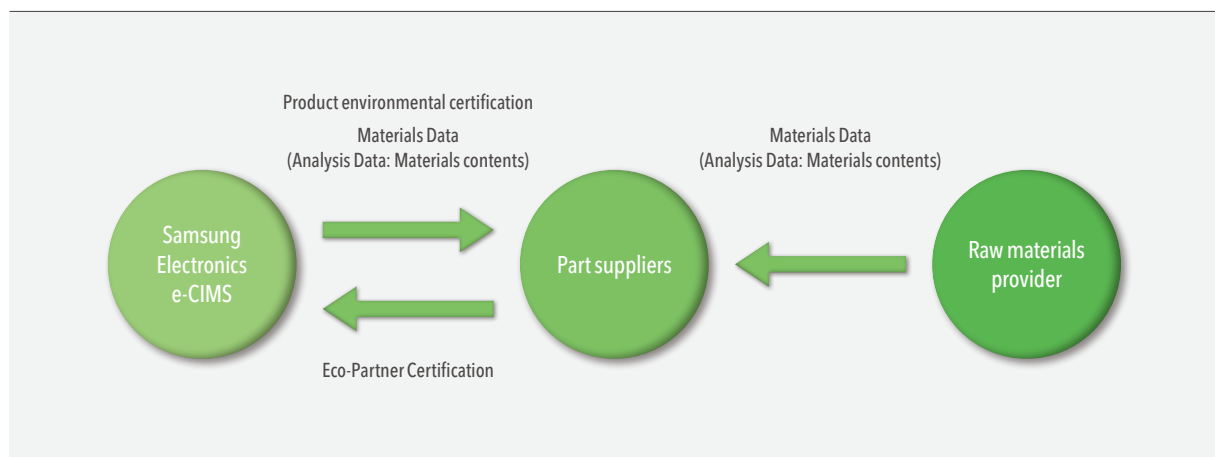 Product environmental certification
Materials Data
(Analysis Data: Materials contents)
Materials Data
(Analysis Data: Materials contents)
Samsung
Electronics
e-CIMS
Part suppliers
Raw materials
provider
Eco-Partner Certification